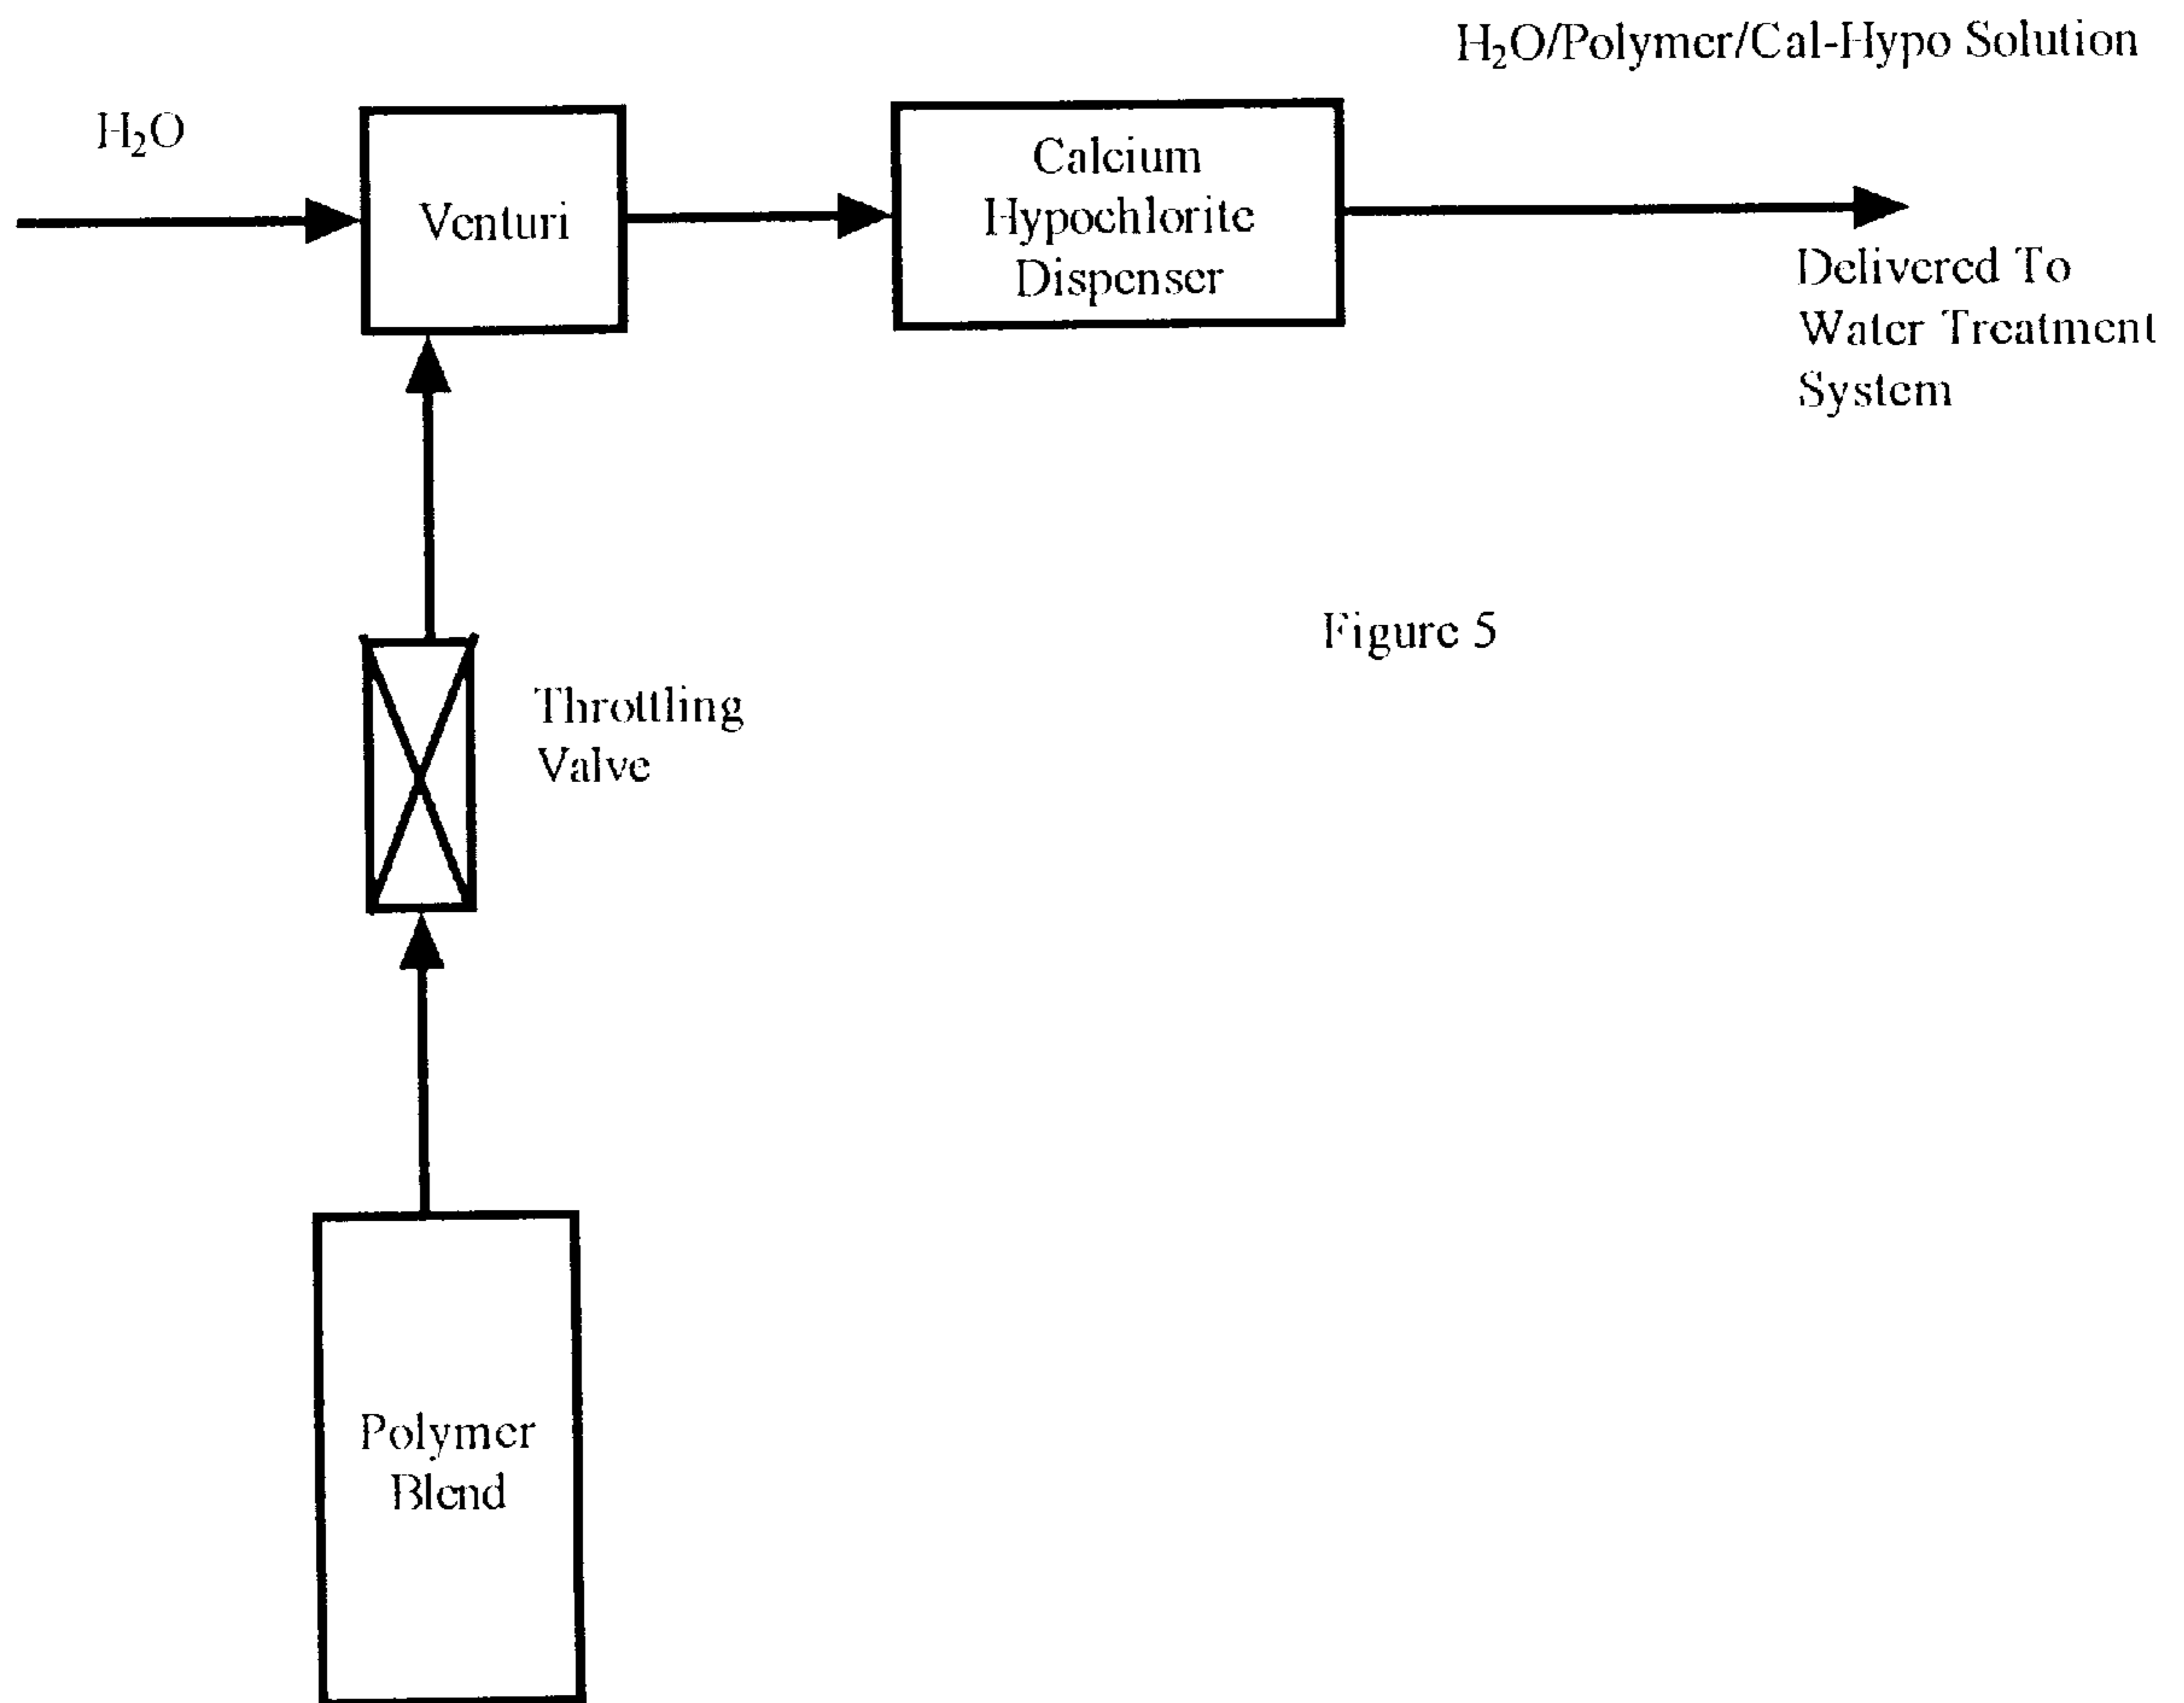 H₂O/Polymer/Cal-Hypo Solution
H₂O
Venturi
Calcium
Hypochlorite
Dispenser
Delivered To
Water Treatment
System
Figure 5
Throttling
Valve
Polymer
Blend